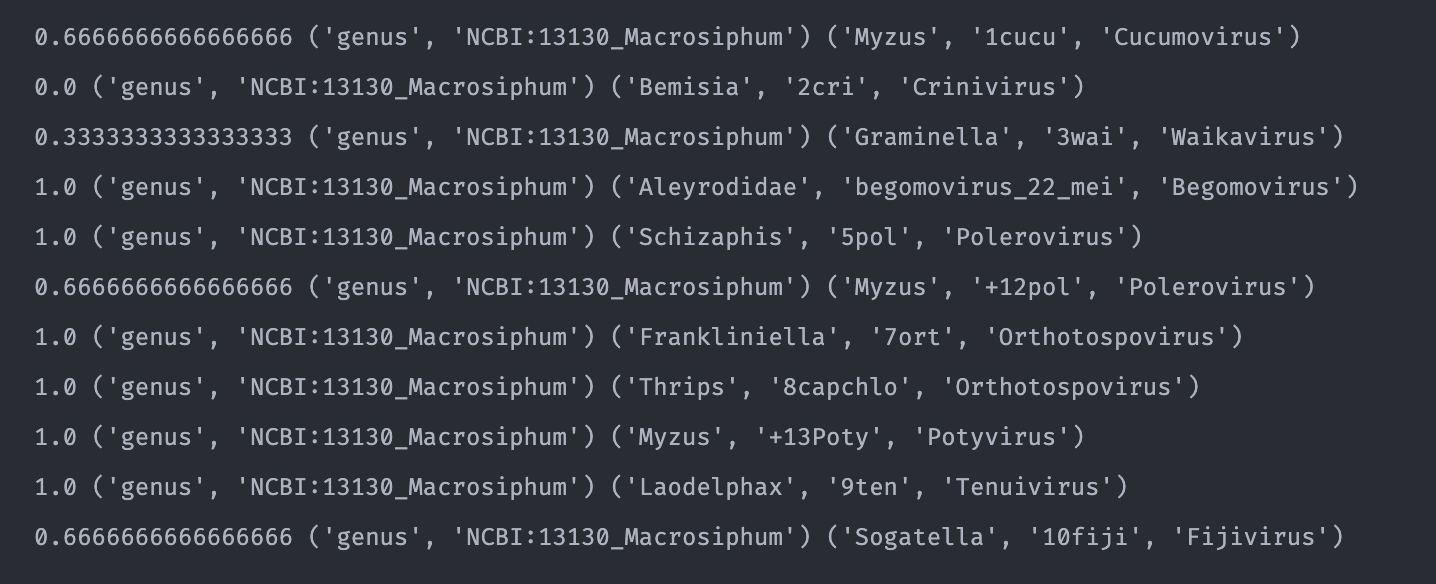 0.6666666666666666 ('genus', 'NCBI:13130_Macrosiphum') ('Myzus', '1cucu', 'Cucumovirus')
0.0 ('genus', 'NCBI:13130_Macrosiphum') ('Bemisia', '2cri', 'Crinivirus')
0.3333333333333333 ('genus', 'NCBI:13130_Macrosiphum') ('Graminella', '3wai', 'Waikavirus')
1.0 ('genus', 'NCBI:13130_Macrosiphum') ('Aleyrodidae', 'begomovirus_22_mei', 'Begomovirus')
1.0 ('genus', 'NCBI:13130_Macrosiphum') ('Schizaphis', '5pol', 'Polerovirus')
0.6666666666666666 ('genus', 'NCBI:13130_Macrosiphum') ('Myzus', '+12pol', 'Polerovirus')
1.0 ('genus', 'NCBI:13130_Macrosiphum') ('Frankliniella', '7ort', 'Orthotospovirus')
1.0 ('genus', 'NCBI:13130_Macrosiphum') ('Thrips', '8capchlo', 'Orthotospovirus')
1.0 ('genus', 'NCBI:13130_Macrosiphum') ('Myzus', '+13Poty', 'Potyvirus')
1.0 ('genus', 'NCBI:13130_Macrosiphum') ('Laodelphax', '9ten', 'Tenuivirus')
0.6666666666666666 ('genus', 'NCBI:13130_Macrosiphum') ('Sogatella', '10fiji', 'Fijivirus')